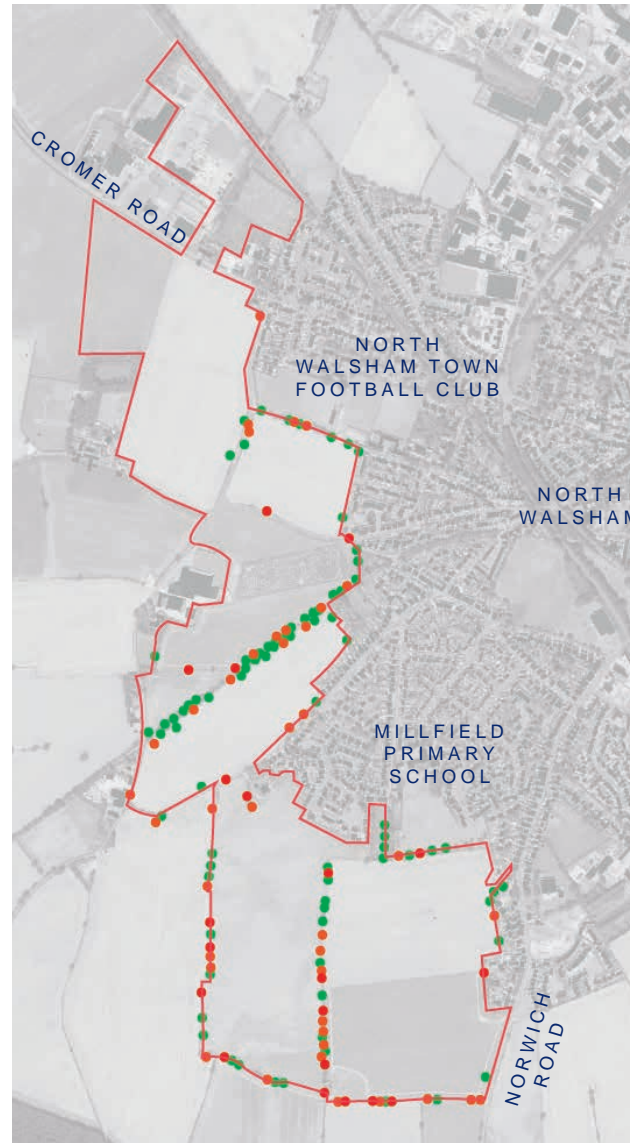 CROMER ROAD
NORTH
WALSHAM TOWN
FOOTBALL CLUB
NORTH
WALSHAM
MILLFIELD
PRIMARY
SCHOOL
NORWICH
ROAD